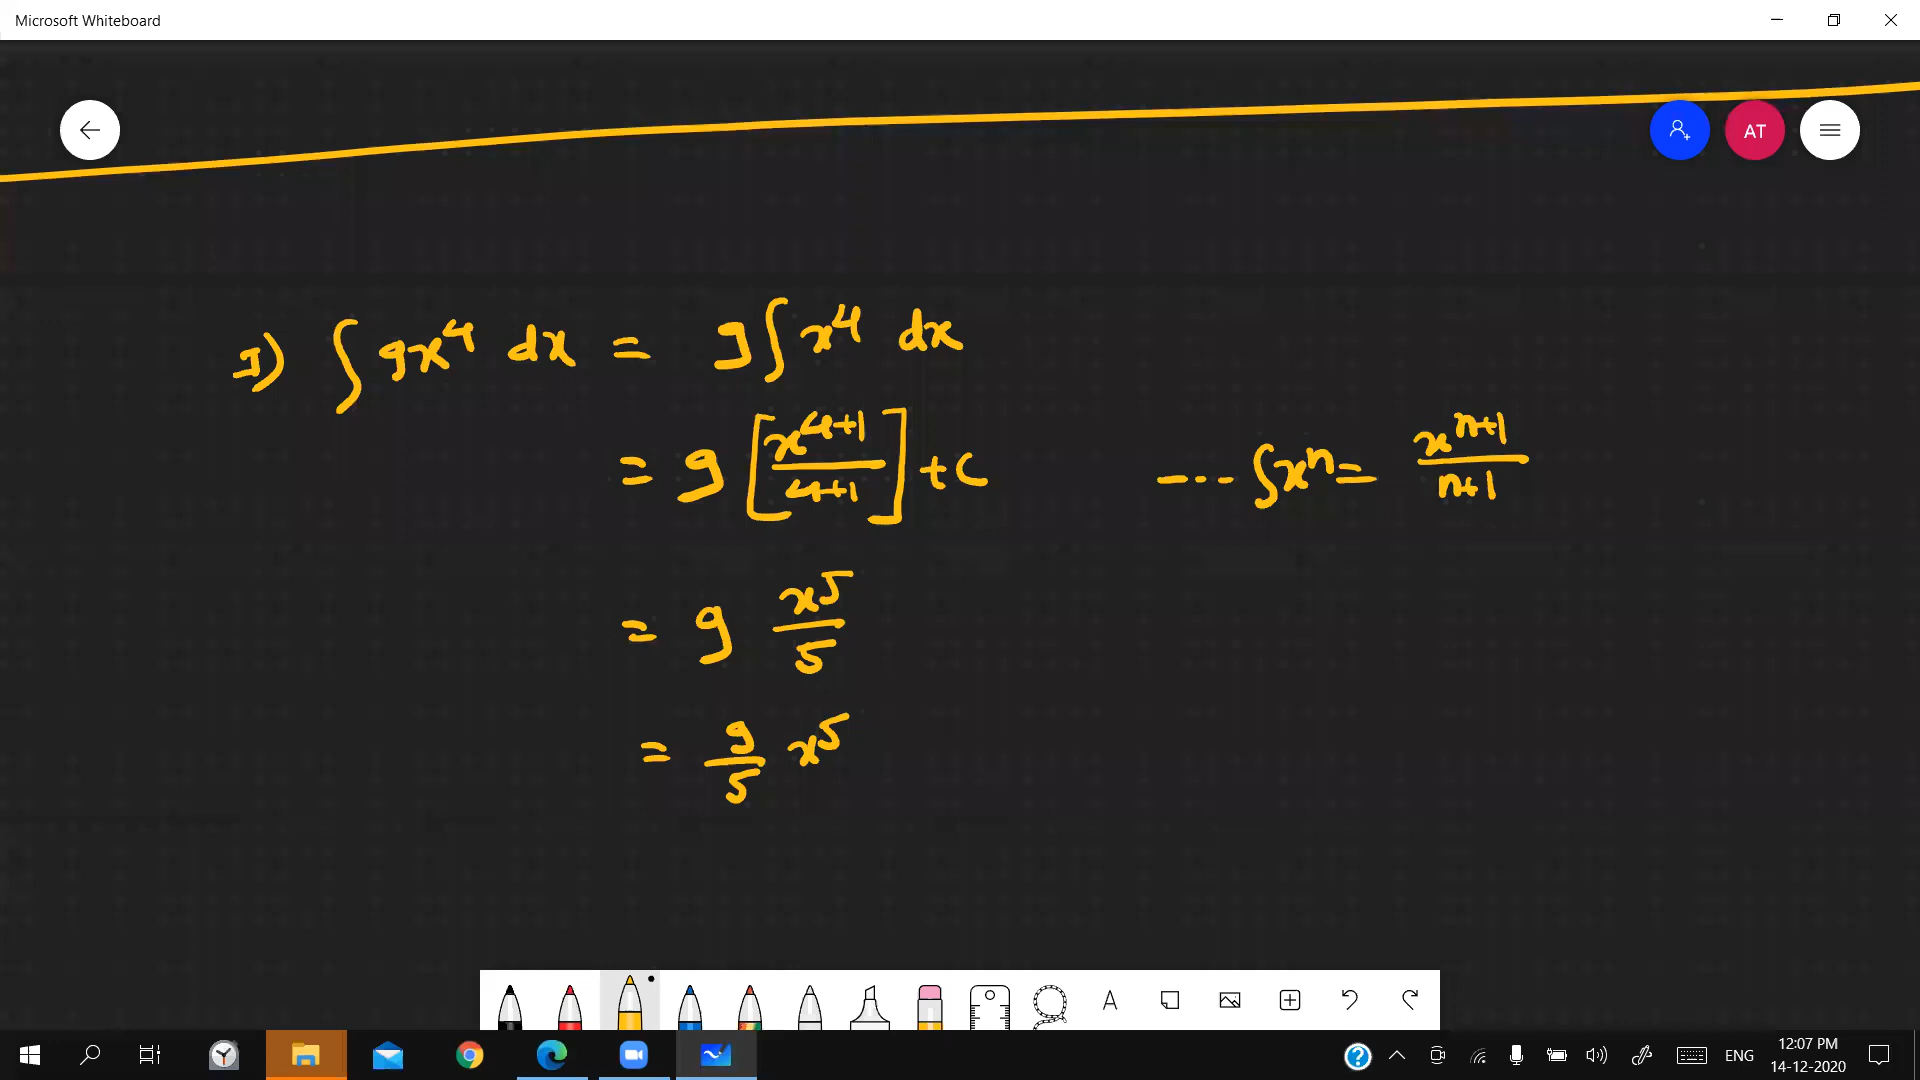 Microsoft Whiteboard
AT
I) ∫ 9x⁴ dx = 9∫ x⁴ dx
= 9 [x⁴⁺¹/4+1] + c ---- ∫xⁿ = xⁿ⁺¹/n+1
= 9 x⁵/5
= 9/5 x⁵
A
ENG
12:07 PM
14-12-2020